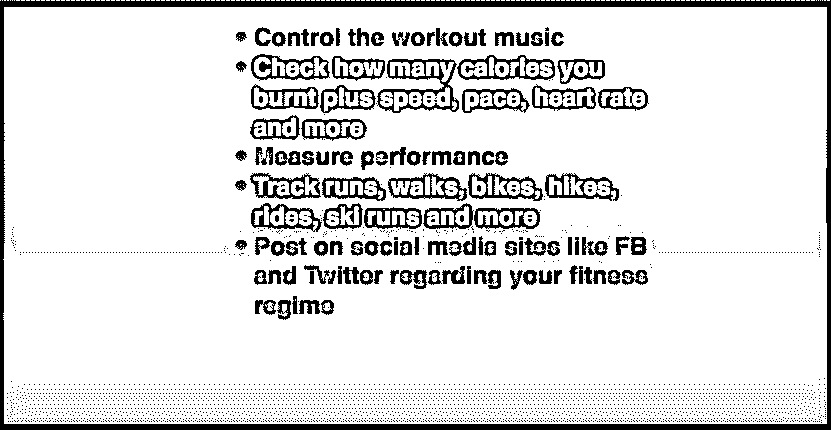 • Control the workout music
• Check how many calories you
burnt plus speed, pace, heart rate
and more
• Measure performance
• Track runs, walks, bikes, hikes,
rides, ski runs and more
• Post on social media sites like FB
and Twitter regarding your fitness
regime